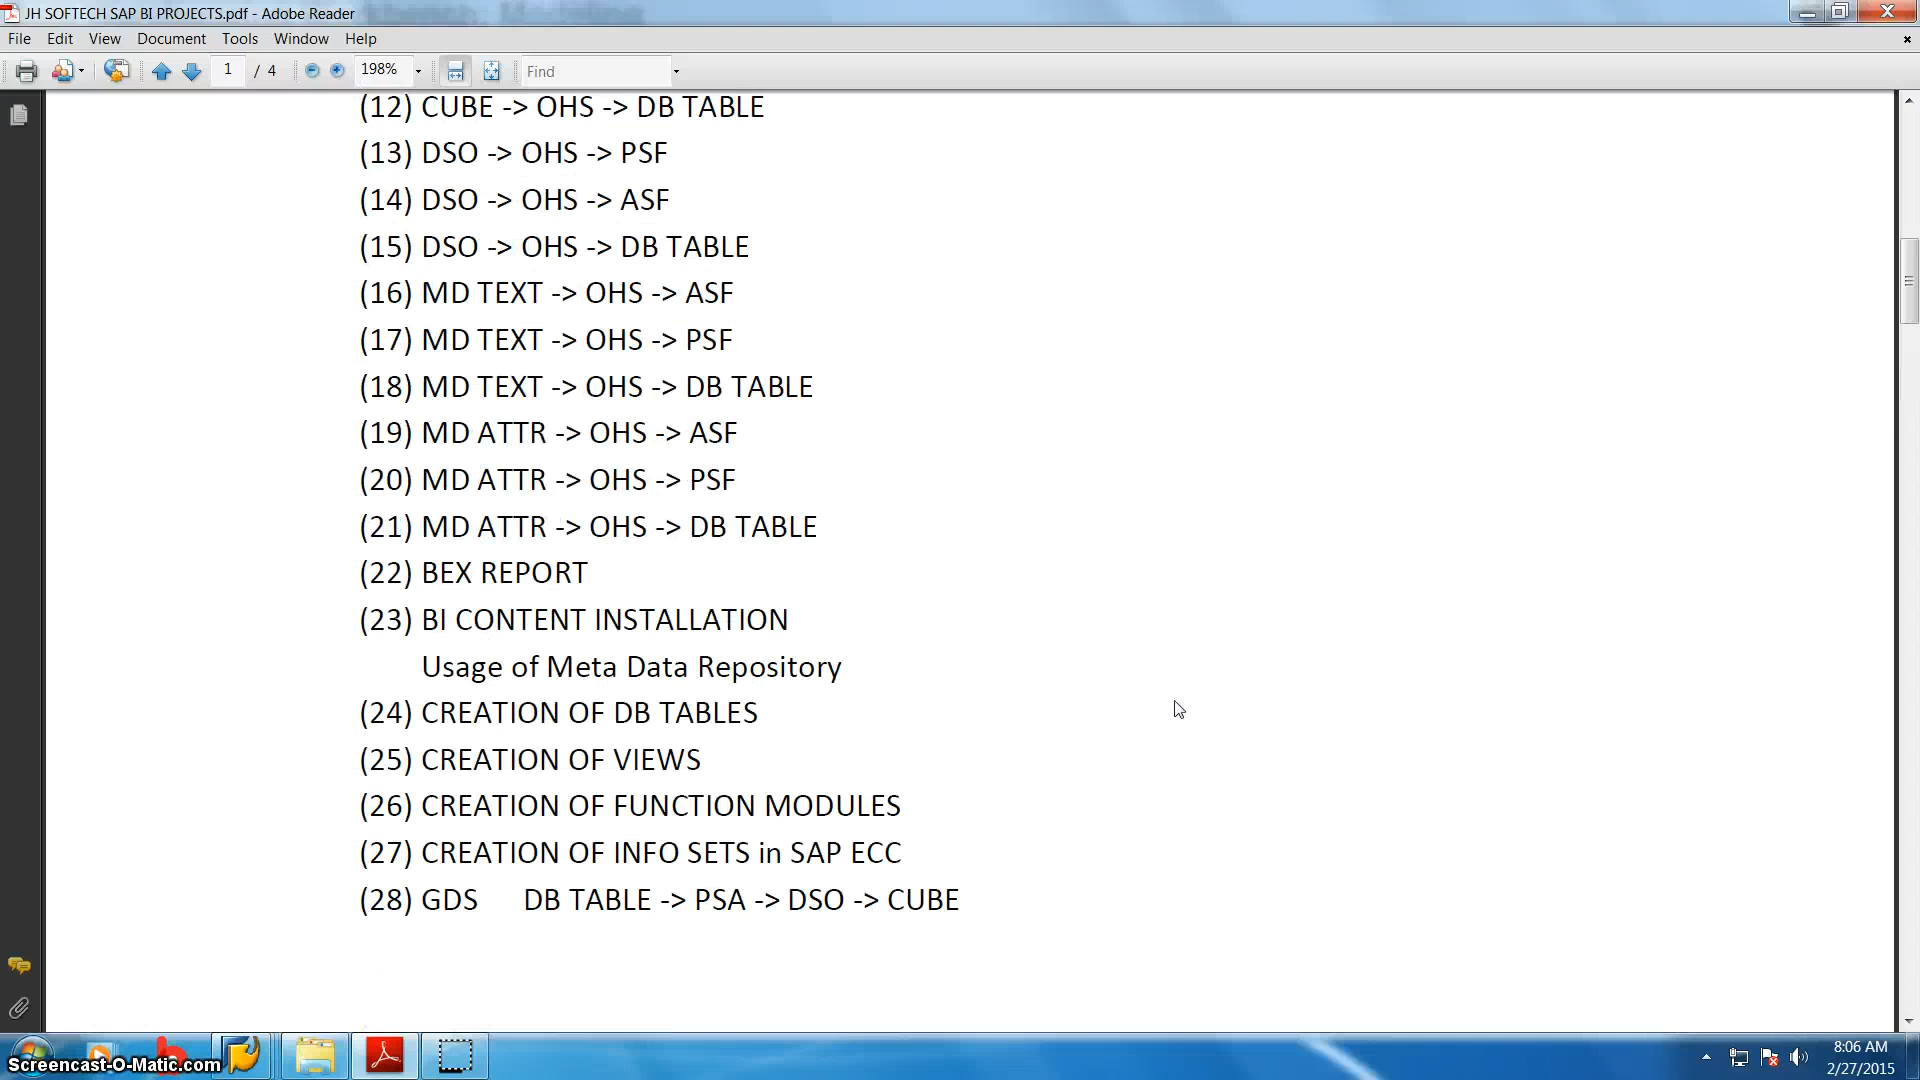 JH SOFTECH SAP BI PROJECTS.pdf - Adobe Reader
File Edit View Document Tools Window Help
1 / 4 198% Find
(12) CUBE -> OHS -> DB TABLE
(13) DSO -> OHS -> PSF
(14) DSO -> OHS -> ASF
(15) DSO -> OHS -> DB TABLE
(16) MD TEXT -> OHS -> ASF
(17) MD TEXT -> OHS -> PSF
(18) MD TEXT -> OHS -> DB TABLE
(19) MD ATTR -> OHS -> ASF
(20) MD ATTR -> OHS -> PSF
(21) MD ATTR -> OHS -> DB TABLE
(22) BEX REPORT
(23) BI CONTENT INSTALLATION
Usage of Meta Data Repository
(24) CREATION OF DB TABLES
(25) CREATION OF VIEWS
(26) CREATION OF FUNCTION MODULES
(27) CREATION OF INFO SETS in SAP ECC
(28) GDS DB TABLE -> PSA -> DSO -> CUBE
Screencast-O-Matic.com
8:06 AM
2/27/2015